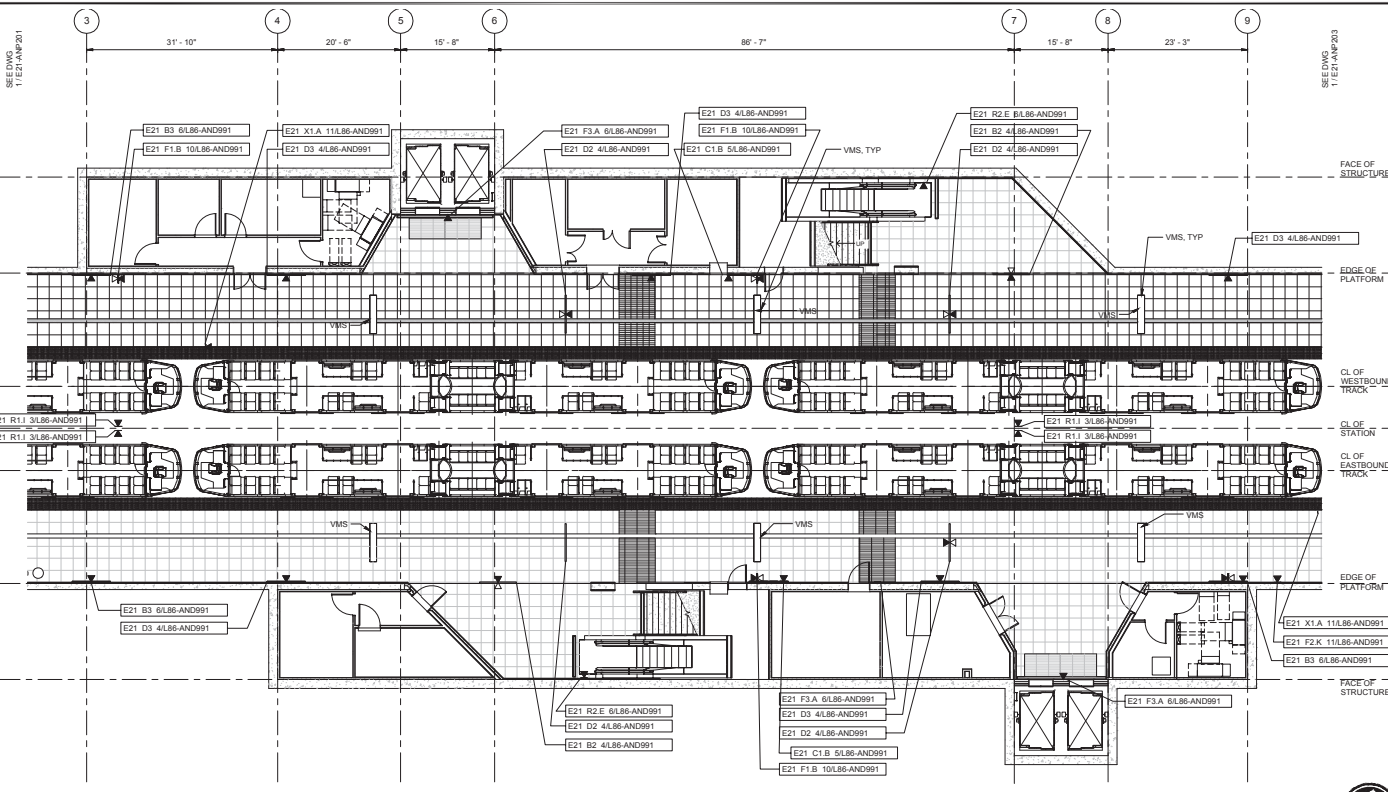 3 4 5 6 7 8 9
31' - 10" 20' - 6" 15' - 8" 86' - 7" 15' - 8" 23' - 3"
SEE DWG
1 / E21-ANP201
SEE DWG
1 / E21-ANP203
E21 B3 6/L86-AND991
E21 F1.B 10/L86-AND991
E21 X1.A 11/L86-AND991
E21 D3 4/L86-AND991
E21 F3.A 6/L86-AND991
E21 D2 4/L86-AND991
E21 D3 4/L86-AND991
E21 F1.B 10/L86-AND991
E21 C1.B 5/L86-AND991
VMS, TYP
E21 R2.E 6/L86-AND991
E21 B2 4/L86-AND991
E21 D2 4/L86-AND991
FACE OF
STRUCTURE
UP
VMS, TYP
E21 D3 4/L86-AND991
EDGE OF
PLATFORM
VMS
VMS
VMS
CL OF
WESTBOUND
TRACK
E21 R1.I 3/L86-AND991
E21 R1.I 3/L86-AND991
E21 R1.I 3/L86-AND991
E21 R1.I 3/L86-AND991
CL OF
STATION
CL OF
EASTBOUND
TRACK
VMS
VMS
VMS
EDGE OF
PLATFORM
E21 B3 6/L86-AND991
E21 D3 4/L86-AND991
E21 X1.A 11/L86-AND991
E21 F2.K 11/L86-AND991
E21 B3 6/L86-AND991
FACE OF
STRUCTURE
E21 R2.E 6/L86-AND991
E21 D2 4/L86-AND991
E21 B2 4/L86-AND991
E21 F3.A 6/L86-AND991
E21 D3 4/L86-AND991
E21 D2 4/L86-AND991
E21 C1.B 5/L86-AND991
E21 F1.B 10/L86-AND991
E21 F3.A 6/L86-AND991